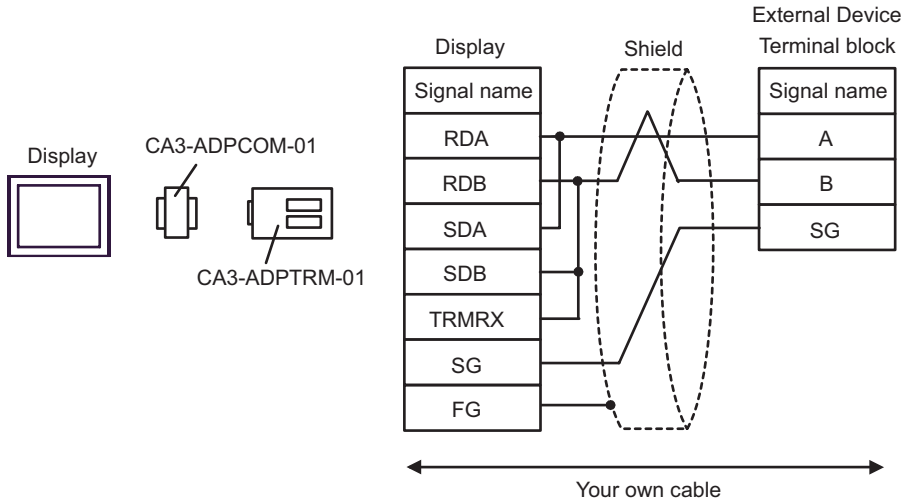 External Device
Display
Shield
Terminal block
Signal name
Signal name
RDA
A
RDB
B
SDA
SG
SDB
TRMRX
SG
FG
Display
CA3-ADPCOM-01
CA3-ADPTRM-01
Your own cable